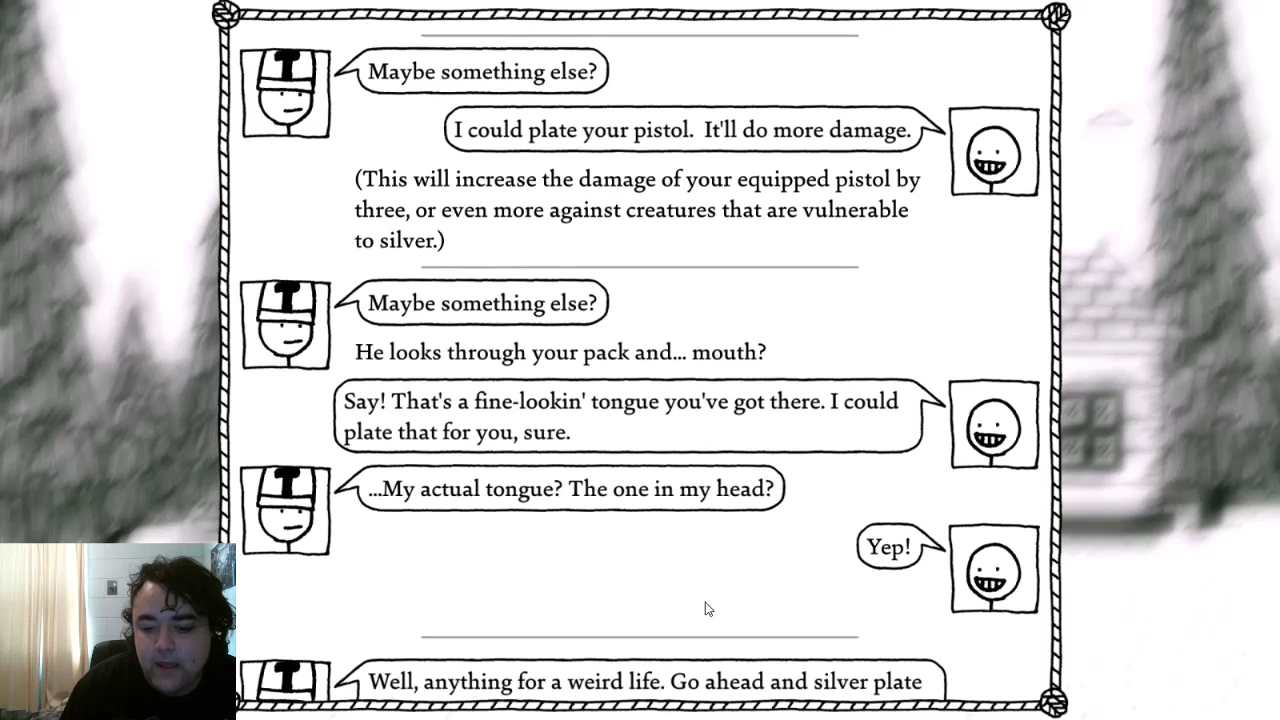 Maybe something else?
I could plate your pistol. It'll do more damage.
(This will increase the damage of your equipped pistol by
three, or even more against creatures that are vulnerable
to silver.)
Maybe something else?
He looks through your pack and... mouth?
Say! That's a fine-lookin' tongue you've got there. I could
plate that for you, sure.
...My actual tongue? The one in my head?
Yep!
Well, anything for a weird life. Go ahead and silver plate